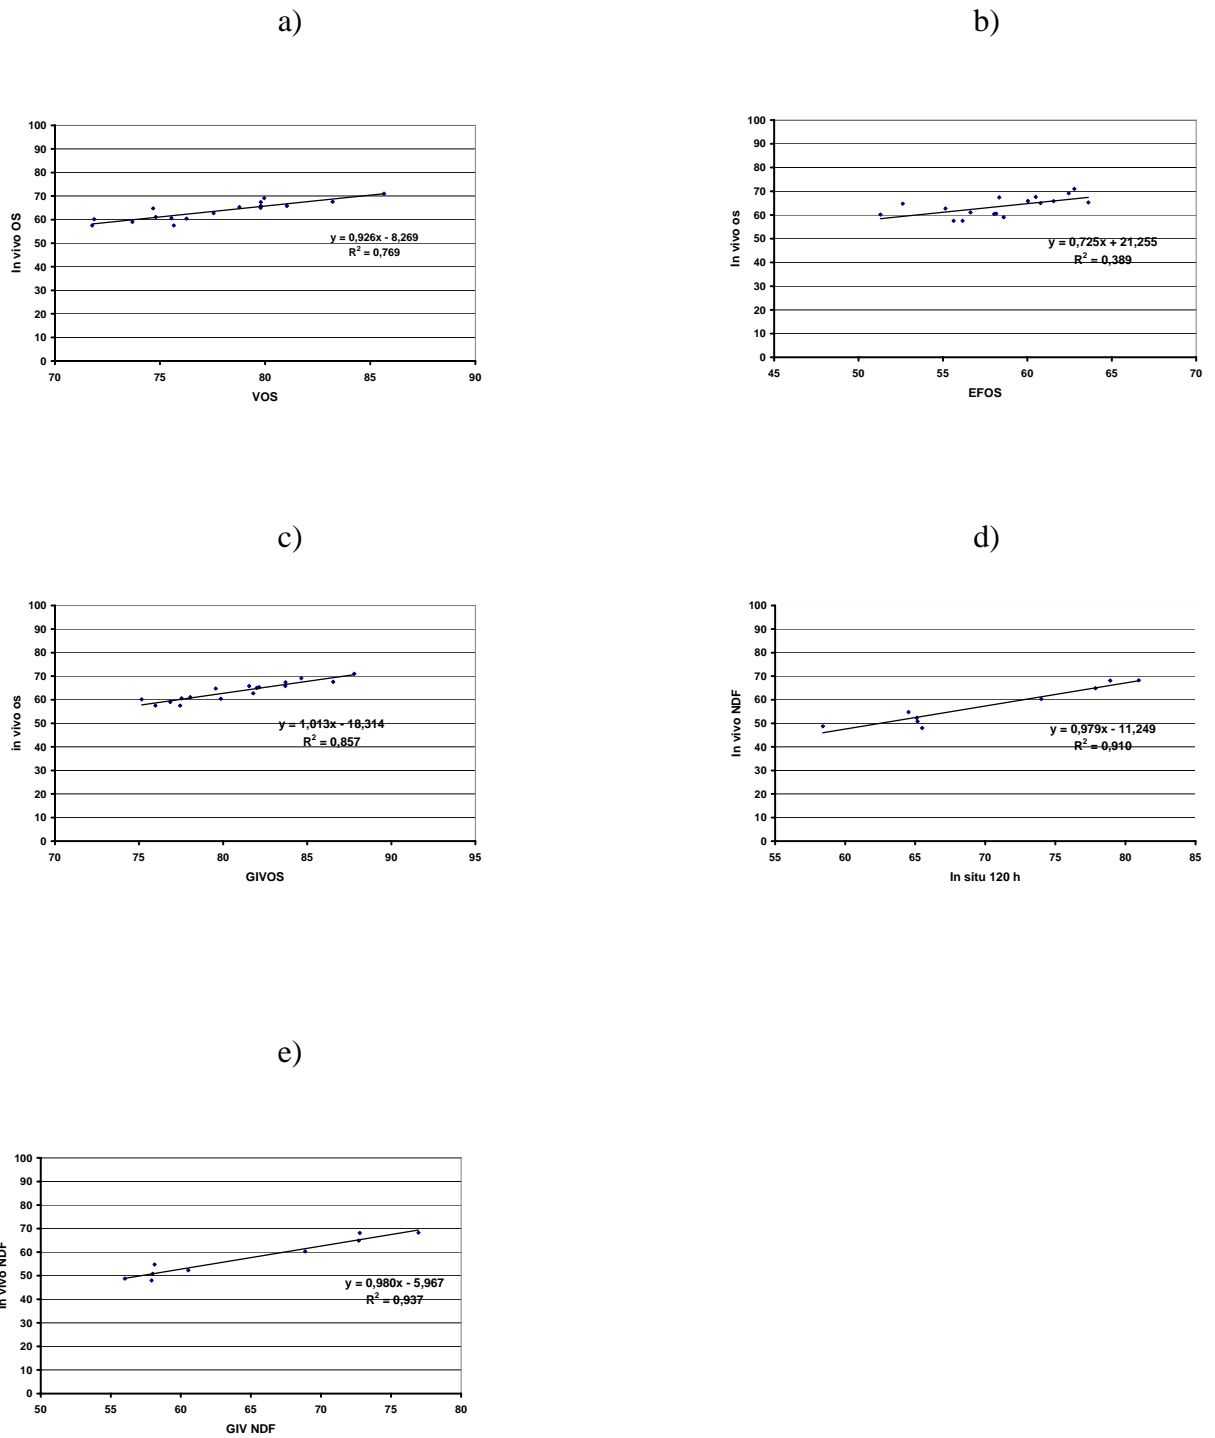 a)
100
90
80
70
60
50
40
30
20
10
0
In vivo OS
y = 0,926x - 8,269
R² = 0,769
70 75 80 85 90
VOS
b)
100
90
80
70
60
50
40
30
20
10
0
In vivo os
y = 0,725x + 21,255
R² = 0,389
45 50 55 60 65 70
EFOS
c)
100
90
80
70
60
50
40
30
20
10
0
in vivo os
y = 1,013x - 18,314
R² = 0,857
70 75 80 85 90 95
GIVOS
d)
100
90
80
70
60
50
40
30
20
10
0
In vivo NDF
y = 0,979x - 11,249
R² = 0,910
55 60 65 70 75 80 85
In situ 120 h
e)
100
90
80
70
60
50
40
30
20
10
0
In vivo NDF
y = 0,980x - 5,967
R² = 0,937
50 55 60 65 70 75 80
GIV NDF